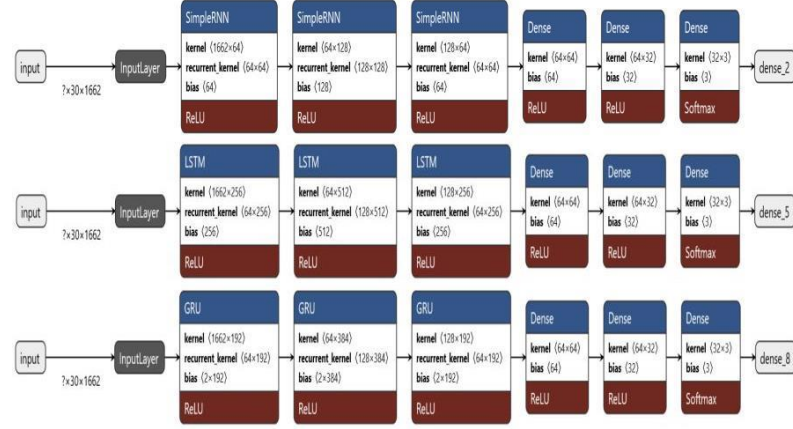 SimpleRNN
SimpleRNN
SimpleRNN
Dense
Dense
Dense
input
?×30×1662
InputLayer
kernel ⟨1662×64⟩
recurrent_kernel ⟨64×64⟩
bias ⟨64⟩
ReLU
kernel ⟨64×128⟩
recurrent_kernel ⟨128×128⟩
bias ⟨128⟩
ReLU
kernel ⟨128×64⟩
recurrent_kernel ⟨64×64⟩
bias ⟨64⟩
ReLU
kernel ⟨64×64⟩
bias ⟨64⟩
ReLU
kernel ⟨64×32⟩
bias ⟨32⟩
ReLU
kernel ⟨32×3⟩
bias ⟨3⟩
Softmax
dense_2
LSTM
LSTM
LSTM
Dense
Dense
Dense
input
?×30×1662
InputLayer
kernel ⟨1662×256⟩
recurrent_kernel ⟨64×256⟩
bias ⟨256⟩
ReLU
kernel ⟨64×512⟩
recurrent_kernel ⟨128×512⟩
bias ⟨512⟩
ReLU
kernel ⟨128×256⟩
recurrent_kernel ⟨64×256⟩
bias ⟨256⟩
ReLU
kernel ⟨64×64⟩
bias ⟨64⟩
ReLU
kernel ⟨64×32⟩
bias ⟨32⟩
ReLU
kernel ⟨32×3⟩
bias ⟨3⟩
Softmax
dense_5
GRU
GRU
GRU
Dense
Dense
Dense
input
?×30×1662
InputLayer
kernel ⟨1662×192⟩
recurrent_kernel ⟨64×192⟩
bias ⟨2×192⟩
ReLU
kernel ⟨64×384⟩
recurrent_kernel ⟨128×384⟩
bias ⟨2×384⟩
ReLU
kernel ⟨128×192⟩
recurrent_kernel ⟨64×192⟩
bias ⟨2×192⟩
ReLU
kernel ⟨64×64⟩
bias ⟨64⟩
ReLU
kernel ⟨64×32⟩
bias ⟨32⟩
ReLU
kernel ⟨32×3⟩
bias ⟨3⟩
Softmax
dense_8